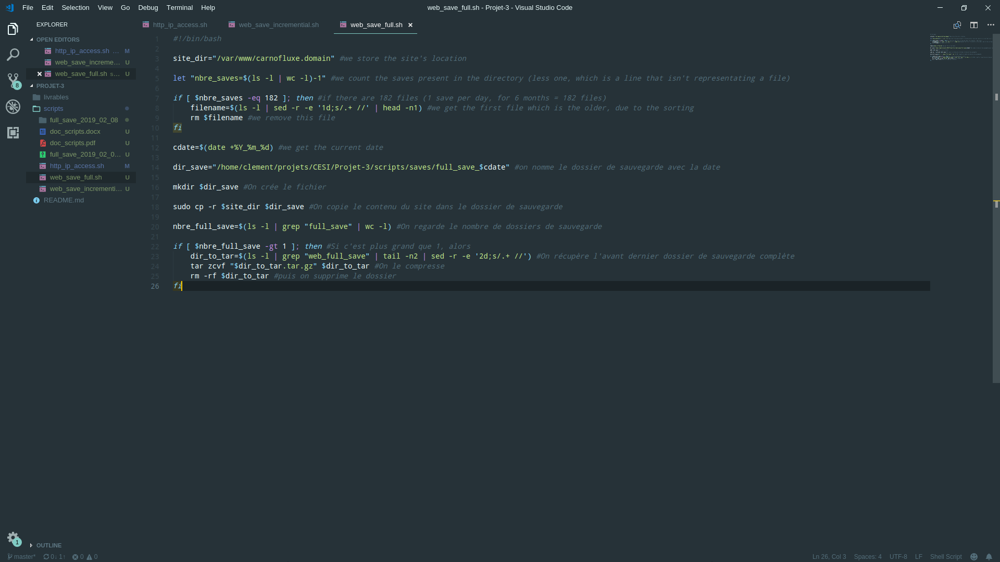 File Edit Selection View Go Debug Terminal Help
web_save_full.sh - Projet-3 - Visual Studio Code
EXPLORER
OPEN EDITORS
http_ip_access.sh ... M
web_save_increme... U
web_save_full.sh s... U
PROJET-3
livrables
scripts
full_save_2019_02_08
doc_scripts.docx U
doc_scripts.pdf U
full_save_2019_02_0... U
http_ip_access.sh M
web_save_full.sh U
web_save_incrementi... U
README.md
OUTLINE
8
1
http_ip_access.sh web_save_incremential.sh web_save_full.sh
1 #!/bin/bash
2
3 site_dir="/var/www/carnofluxe.domain" #we store the site's location
4
5 let "nbre_saves=$(ls -l | wc -l)-1" #we count the saves present in the directory (less one, which is a line that isn't representating a file)
6
7 if [ $nbre_saves -eq 182 ]; then #if there are 182 files (1 save per day, for 6 months = 182 files)
8 filename=$(ls -l | sed -r -e '1d;s/.+ //' | head -n1) #we get the first file which is the older, due to the sorting
9 rm $filename #we remove this file
10 fi
11
12 cdate=$(date +%Y_%m_%d) #we get the current date
13
14 dir_save="/home/clement/projets/CESI/Projet-3/scripts/saves/full_save_$cdate" #on nomme le dossier de sauvegarde avec la date
15
16 mkdir $dir_save #On crée le fichier
17
18 sudo cp -r $site_dir $dir_save #On copie le contenu du site dans le dossier de sauvegarde
19
20 nbre_full_save=$(ls -l | grep "full_save" | wc -l) #On regarde le nombre de dossiers de sauvegarde
21
22 if [ $nbre_full_save -gt 1 ]; then #Si c'est plus grand que 1, alors
23 dir_to_tar=$(ls -l | grep "web_full_save" | tail -n2 | sed -r -e '2d;s/.+ //') #On récupère l'avant dernier dossier de sauvegarde complète
24 tar zcvf "$dir_to_tar.tar.gz" $dir_to_tar #On le compresse
25 rm -rf $dir_to_tar #puis on supprime le dossier
26 fi
master* 0↓ 1↑ 0 0
Ln 26, Col 3 Spaces: 4 UTF-8 LF Shell Script